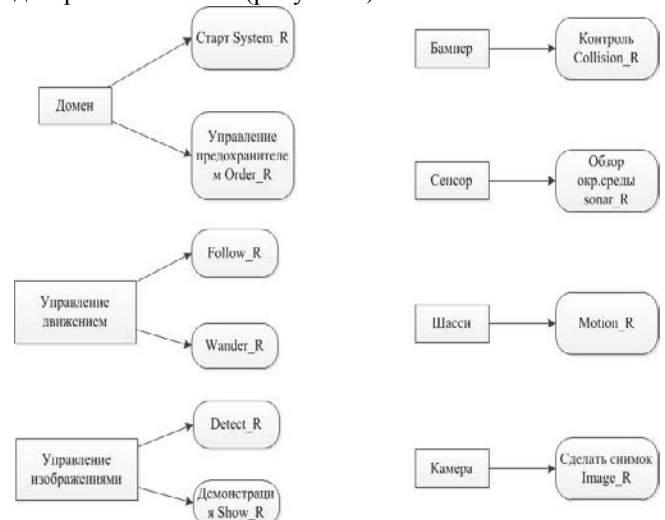 Старт System_R
Домен
Управление
предохранителе
м Order_R
Follow_R
Управление
движением
Wander_R
Detect_R
Управление
изображениями
Демонстраци
я Show_R
Бампер
Контроль
Collision_R
Сенсор
Обзор
окр.среды
sonar_R
Шасси
Motion_R
Камера
Сделать снимок
Image_R